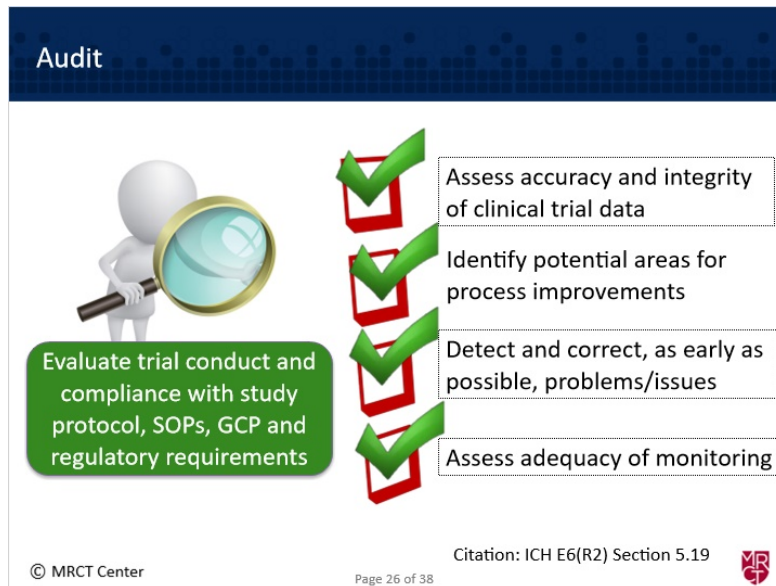 Audit
Assess accuracy and integrity
of clinical trial data
Identify potential areas for
process improvements
Detect and correct, as early as
possible, problems/issues
Assess adequacy of monitoring
Evaluate trial conduct and
compliance with study
protocol, SOPs, GCP and
regulatory requirements
Citation: ICH E6(R2) Section 5.19
© MRCT Center
Page 26 of 38
MR
CT